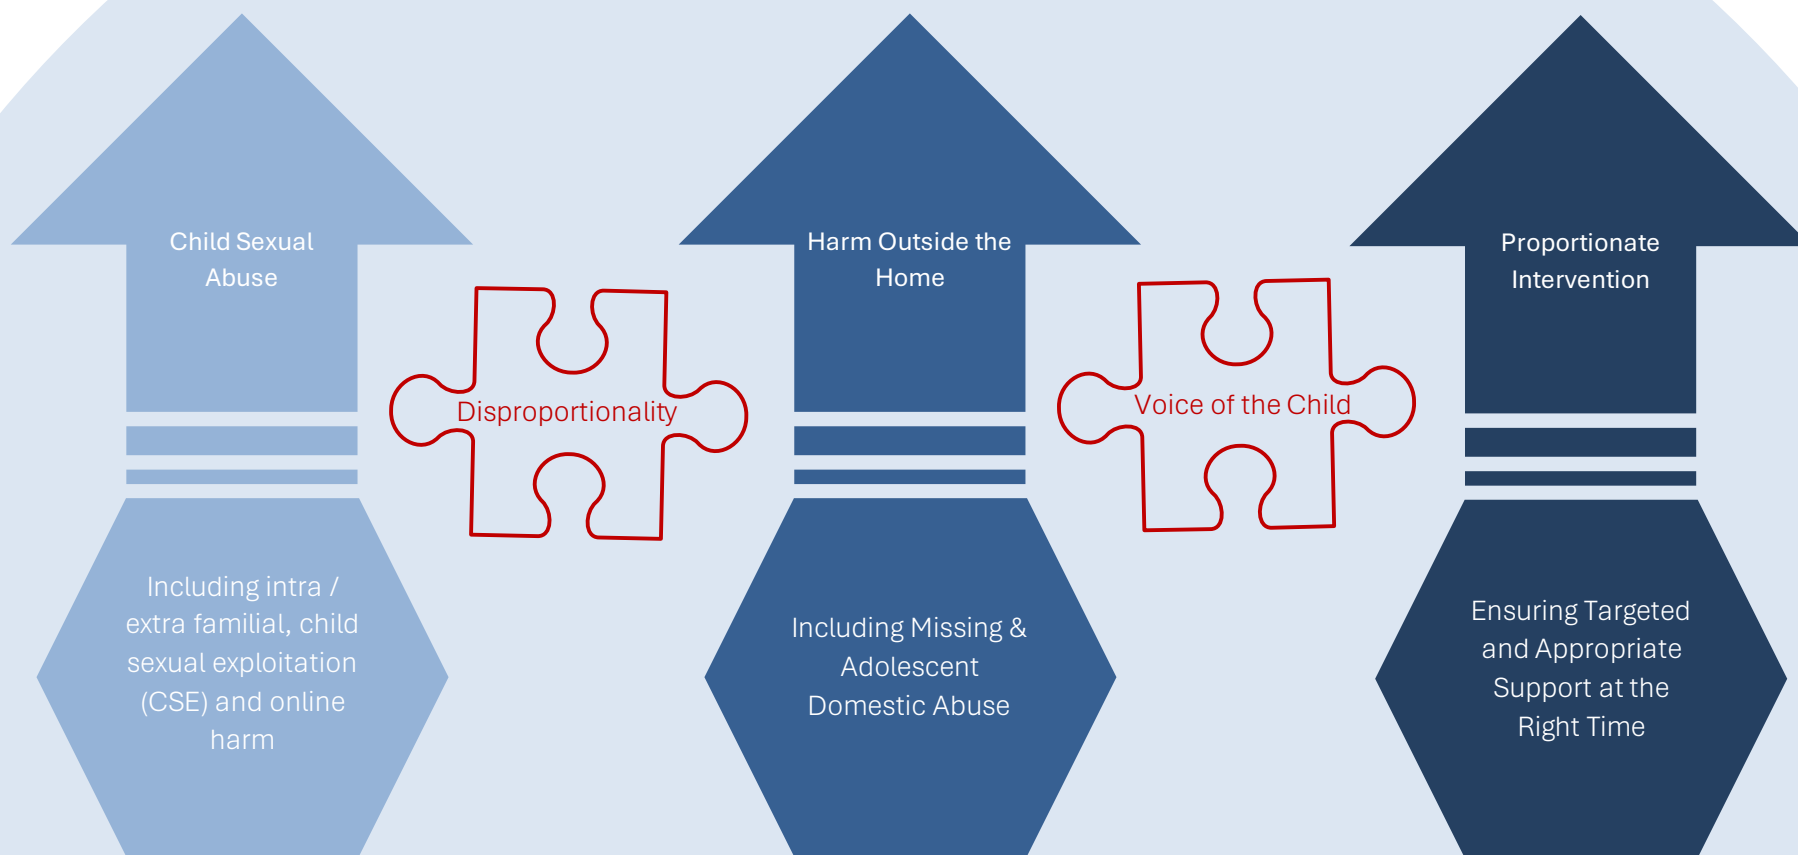 Child Sexual
Abuse
Harm Outside the
Home
Proportionate
Intervention
Disproportionality
Voice of the Child
Including intra /
extra familial, child
sexual exploitation
(CSE) and online
harm
Including Missing &
Adolescent
Domestic Abuse
Ensuring Targeted
and Appropriate
Support at the
Right Time